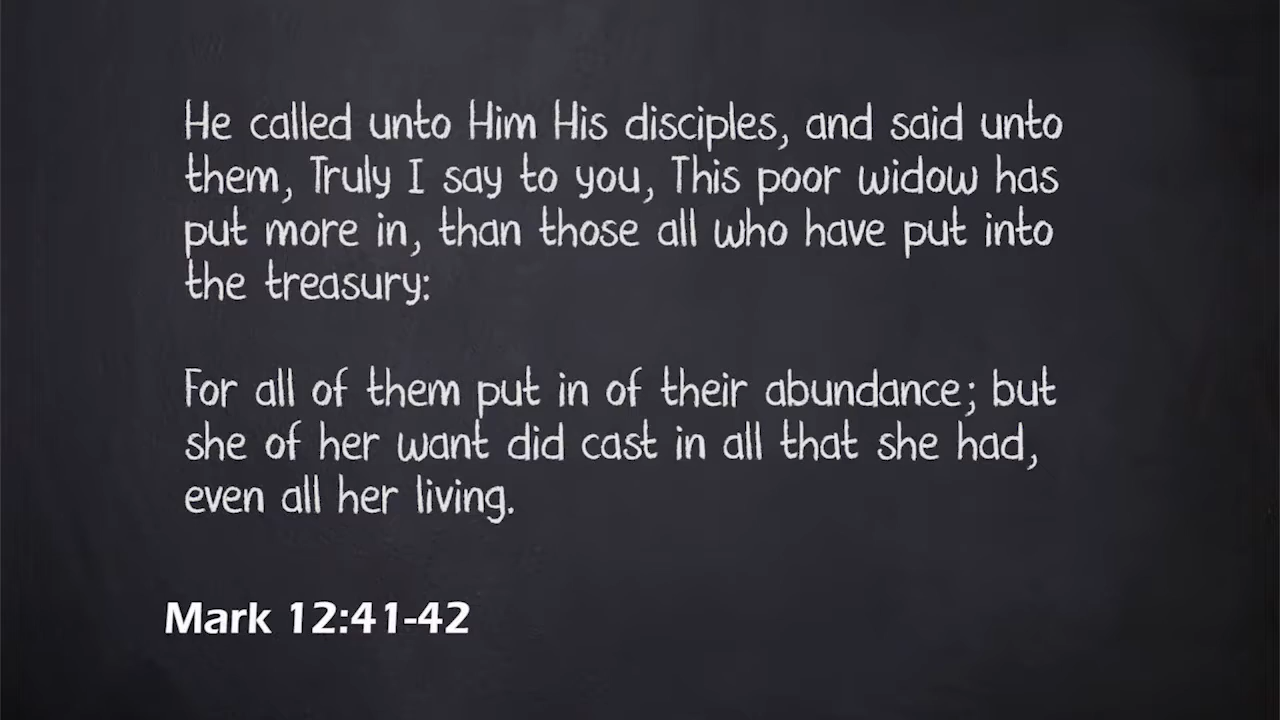 He called unto Him His disciples, and said unto
them, Truly I say to you, This poor widow has
put more in, than those all who have put into
the treasury:
For all of them put in of their abundance; but
she of her want did cast in all that she had,
even all her living.
Mark 12:41-42